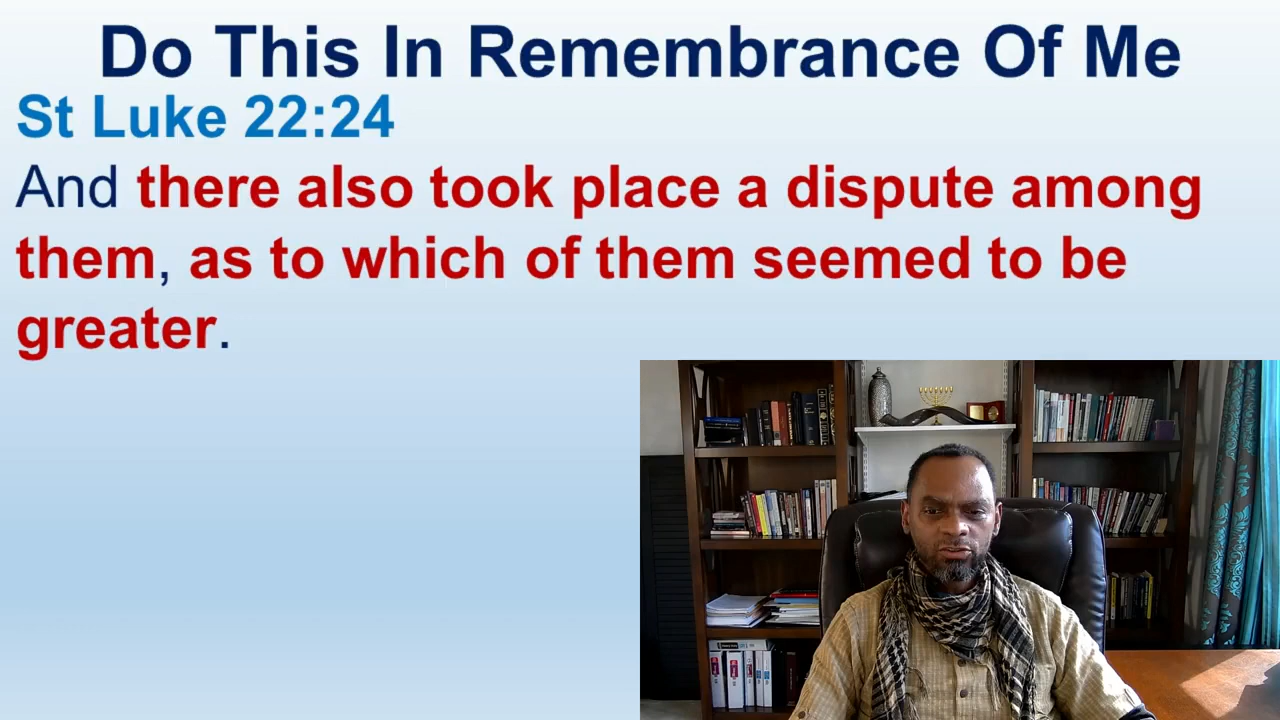 Do This In Remembrance Of Me
St Luke 22:24
And there also took place a dispute among
them, as to which of them seemed to be
greater.